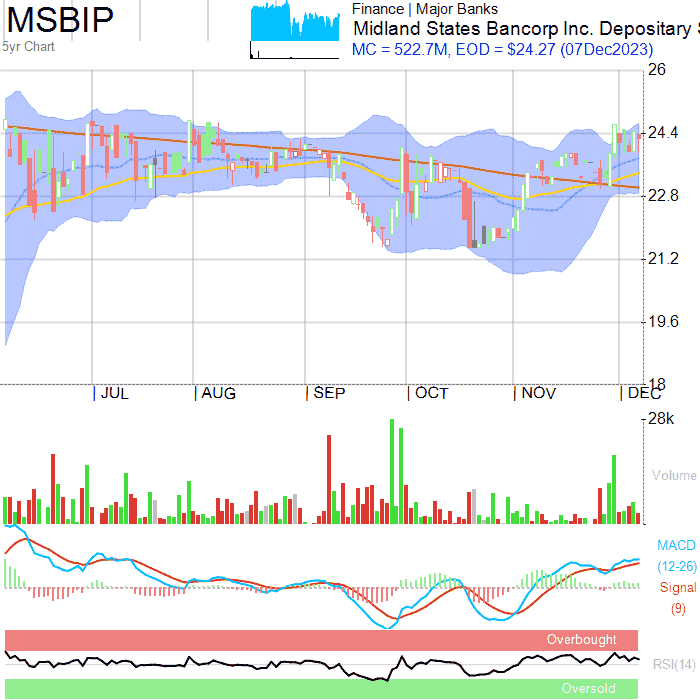 MSBIP
5yr Chart
Finance | Major Banks
Midland States Bancorp Inc. Depositary S
MC = 522.7M, EOD = $24.27 (07Dec2023)
26
24.4
22.8
21.2
19.6
18
JUL AUG SEP OCT NOV DEC
28k
Volume
MACD
(12-26)
Signal
(9)
Overbought
RSI(14)
Oversold